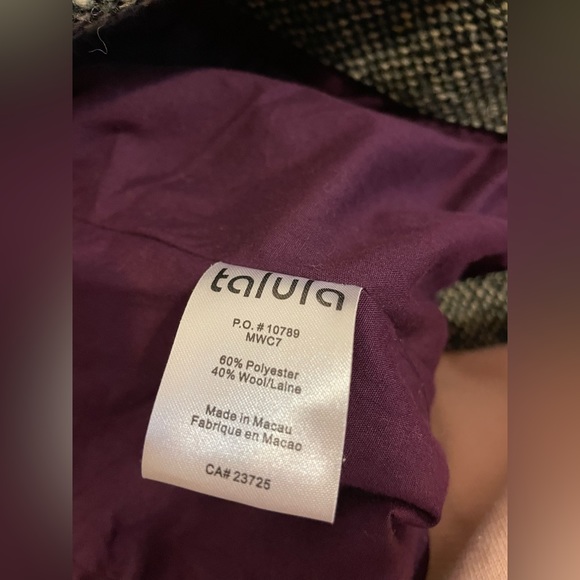 talula
P.O. # 10789
MWC7
60% Polyester
40% Wool/Laine
Made in Macau
Fabrique en Macao
CA# 23725